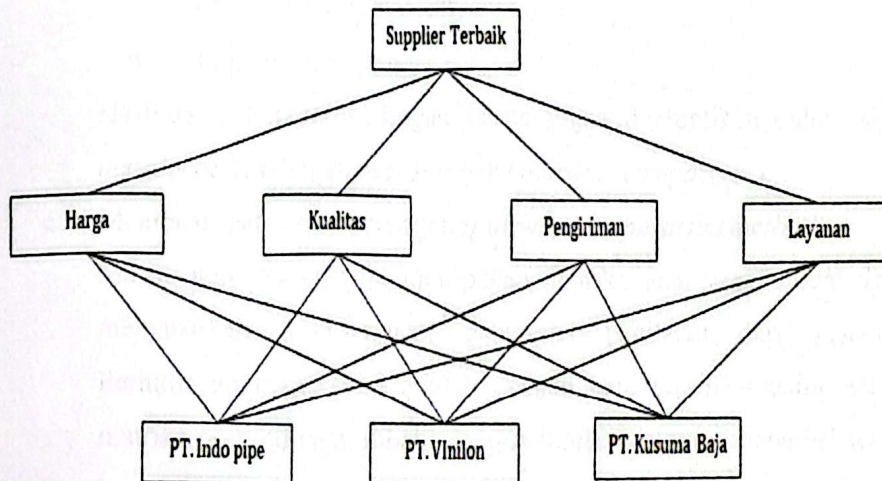 Supplier Terbaik
Harga
Kualitas
Pengiriman
Layanan
PT.Indo pipe
PT.VInilon
PT.Kusuma Baja